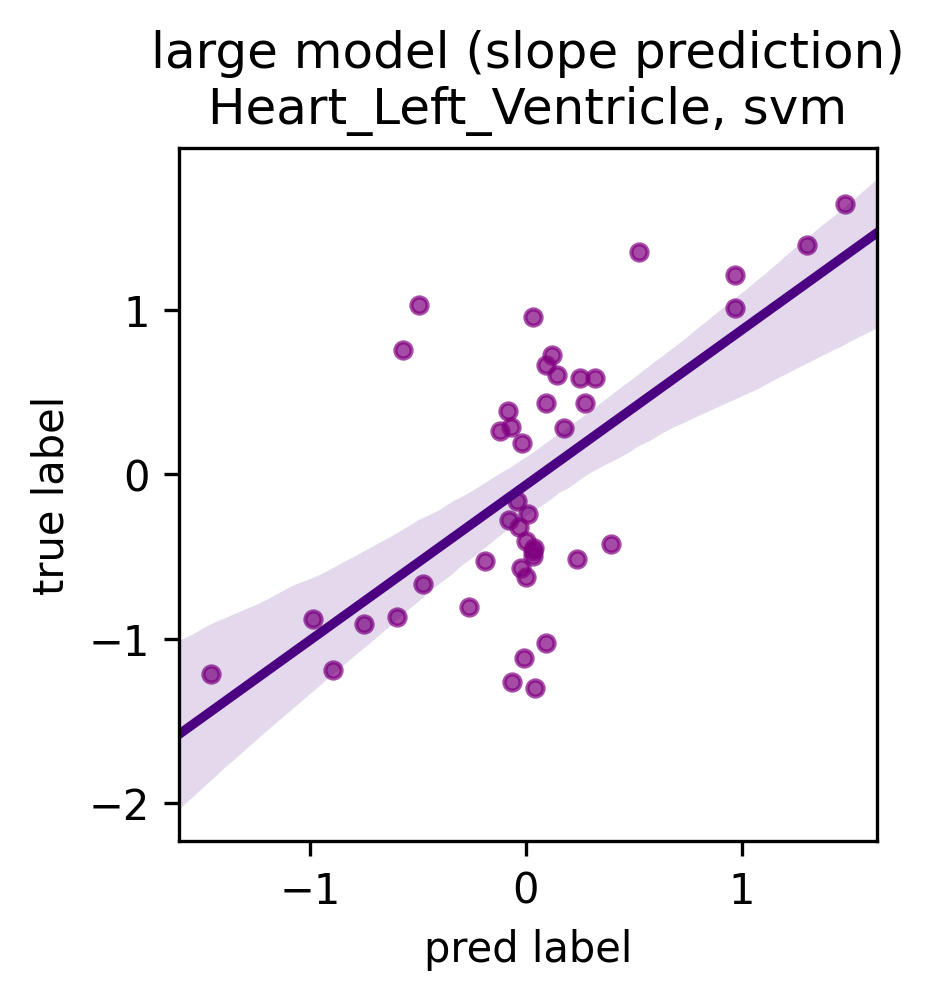 large model (slope prediction)
Heart_Left_Ventricle, svm
1
0
−1
−2
true label
−1
0
1
pred label